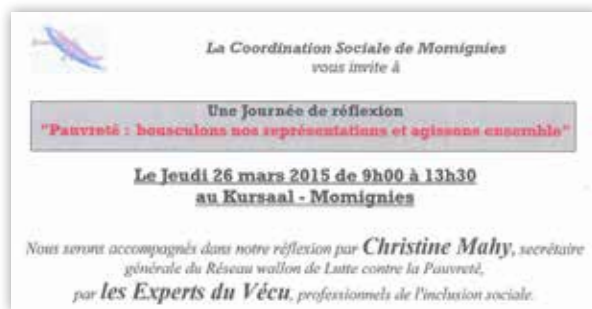 La Coordination Sociale de Momignies
vous invite à
Une Journée de réflexion
"Pauvreté : bousculons nos représentations et agissons ensemble"
Le Jeudi 26 mars 2015 de 9h00 à 13h30
au Kursaal - Momignies
Nous serons accompagnés dans notre réflexion par Christine Mahy, secrétaire
générale du Réseau wallon de Lutte contre la Pauvreté,
par les Experts du Vécu, professionnels de l'inclusion sociale.